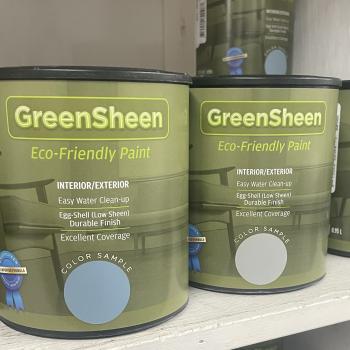 GreenSheen
Eco-Friendly Paint
INTERIOR/EXTERIOR
Easy Water Clean-up
Egg-Shell (Low Sheen)
Durable Finish
Excellent Coverage
COLOR SAMPLE
GreenSheen
Eco-Friendly Paint
INTERIOR/EXTERIOR
Easy Water Clean-up
Egg-Shell (Low Sheen)
Durable Finish
Excellent Coverage
COLOR SAMPLE